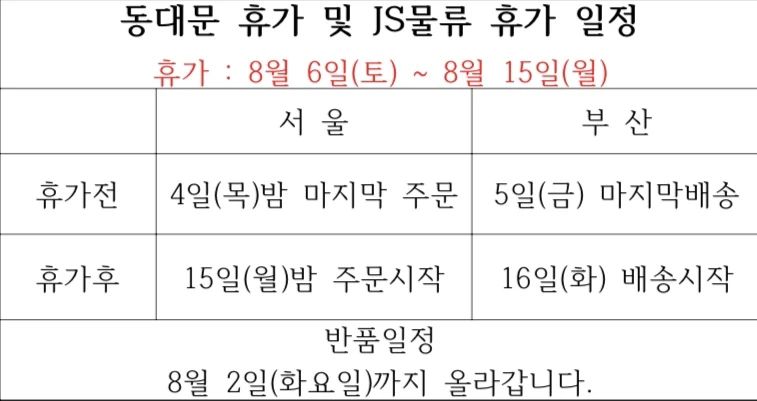 동대문 휴가 및 JS물류 휴가 일정
휴가 : 8월 6일(토) ~ 8월 15일(월)
서 울 부 산
휴가전 4일(목)밤 마지막 주문 5일(금) 마지막배송
휴가후 15일(월)밤 주문시작 16일(화) 배송시작
반품일정
8월 2일(화요일)까지 올라갑니다.